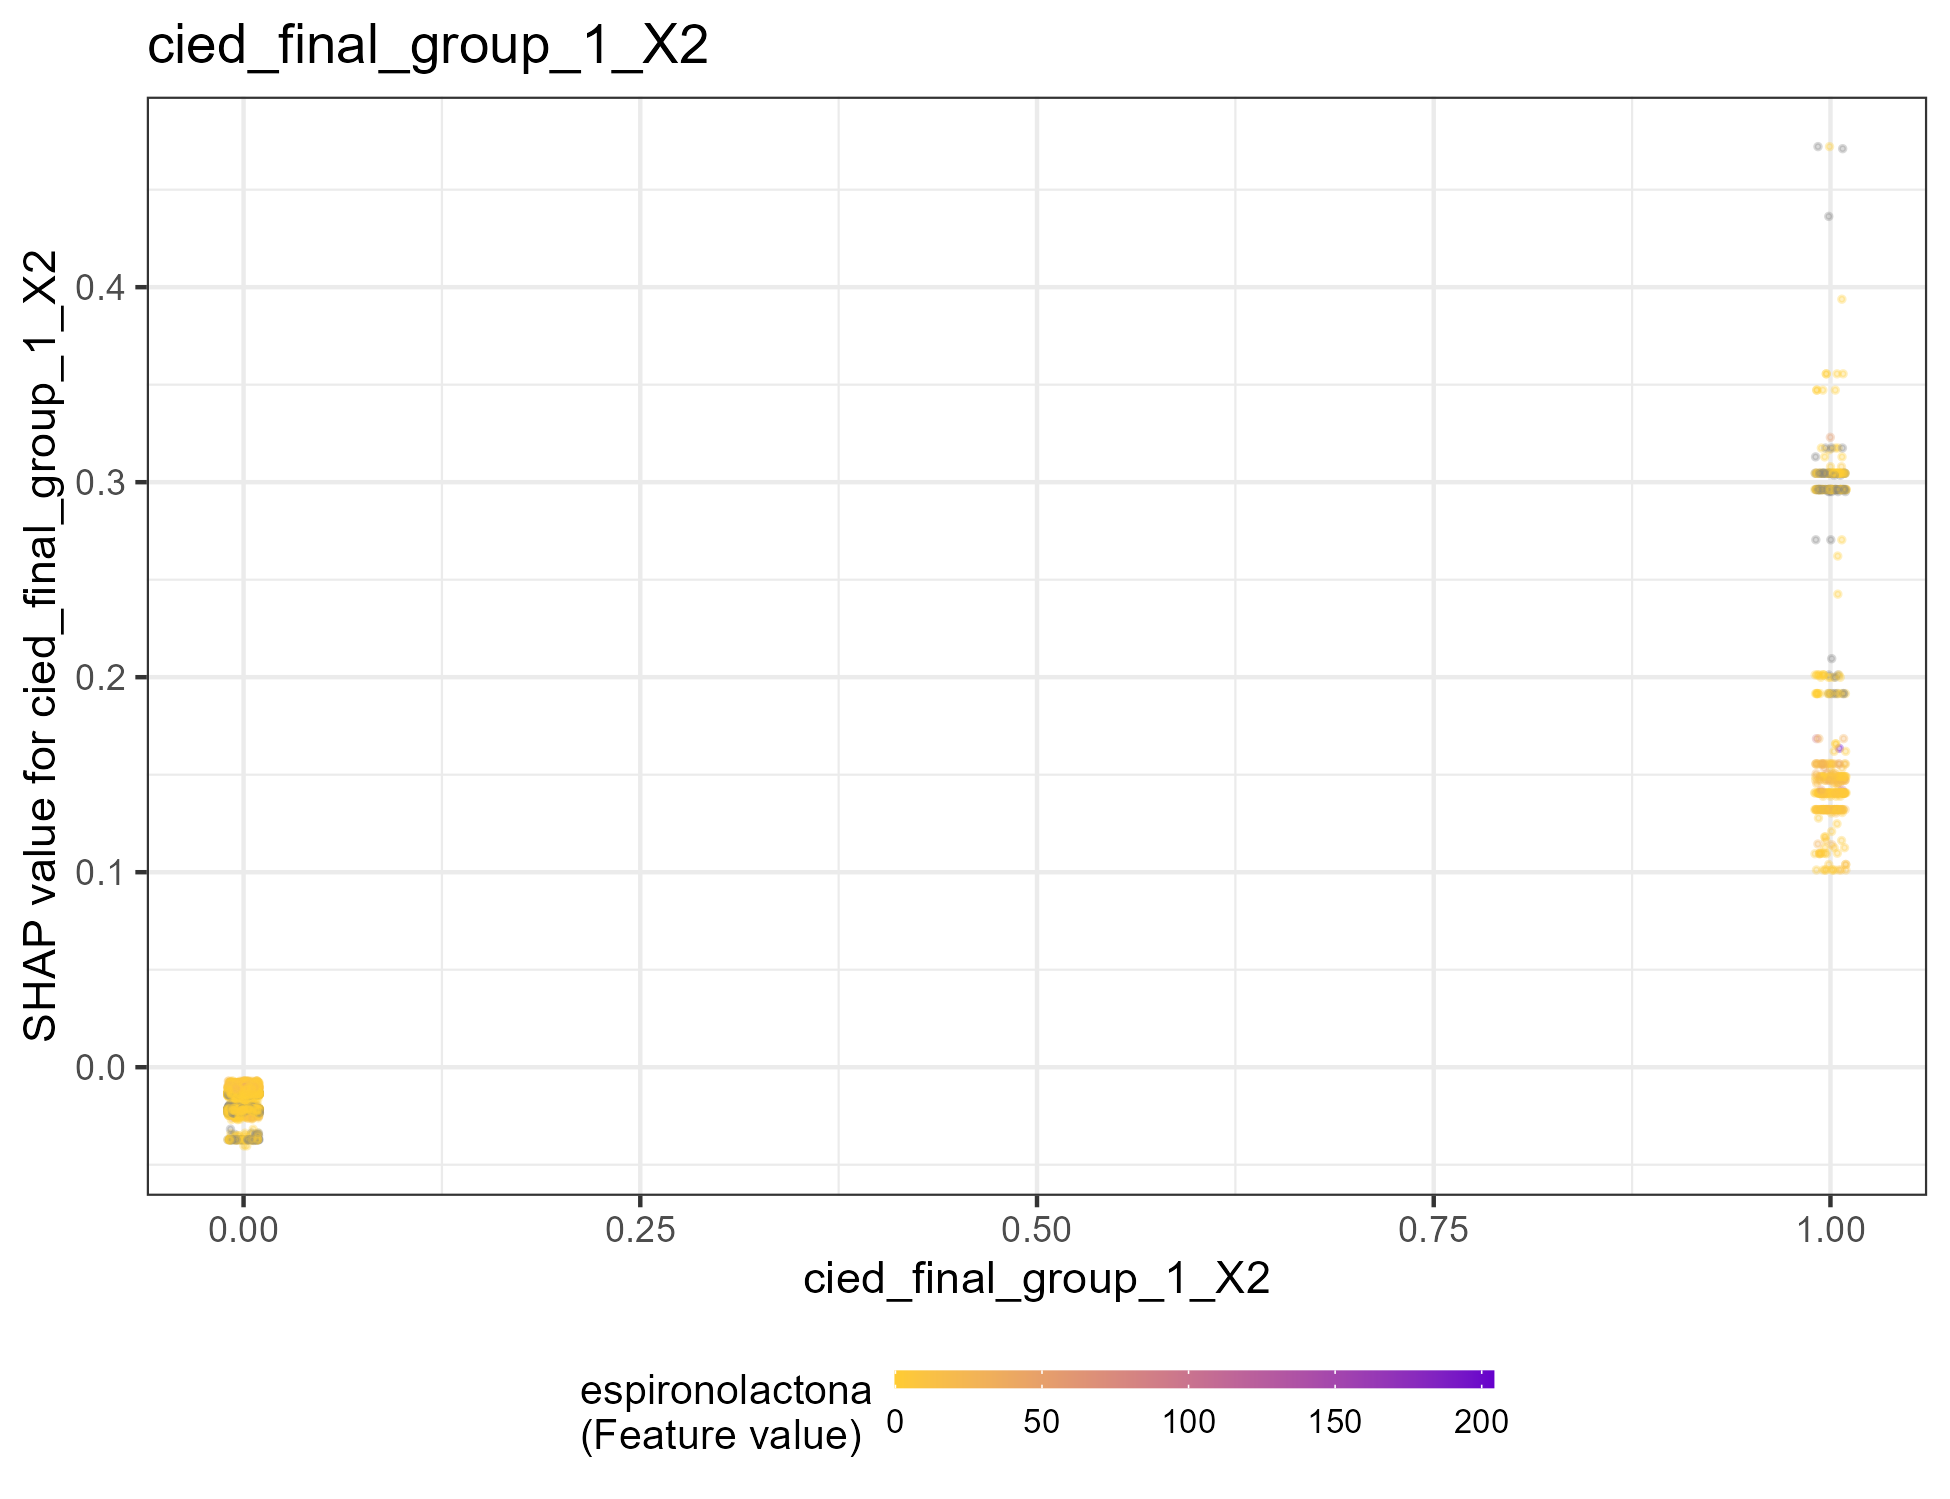 cied_final_group_1_X2
SHAP value for cied_final_group_1_X2
0.4
0.3
0.2
0.1
0.0
0.00 0.25 0.50 0.75 1.00
cied_final_group_1_X2
espironolactona
(Feature value)
0 50 100 150 200